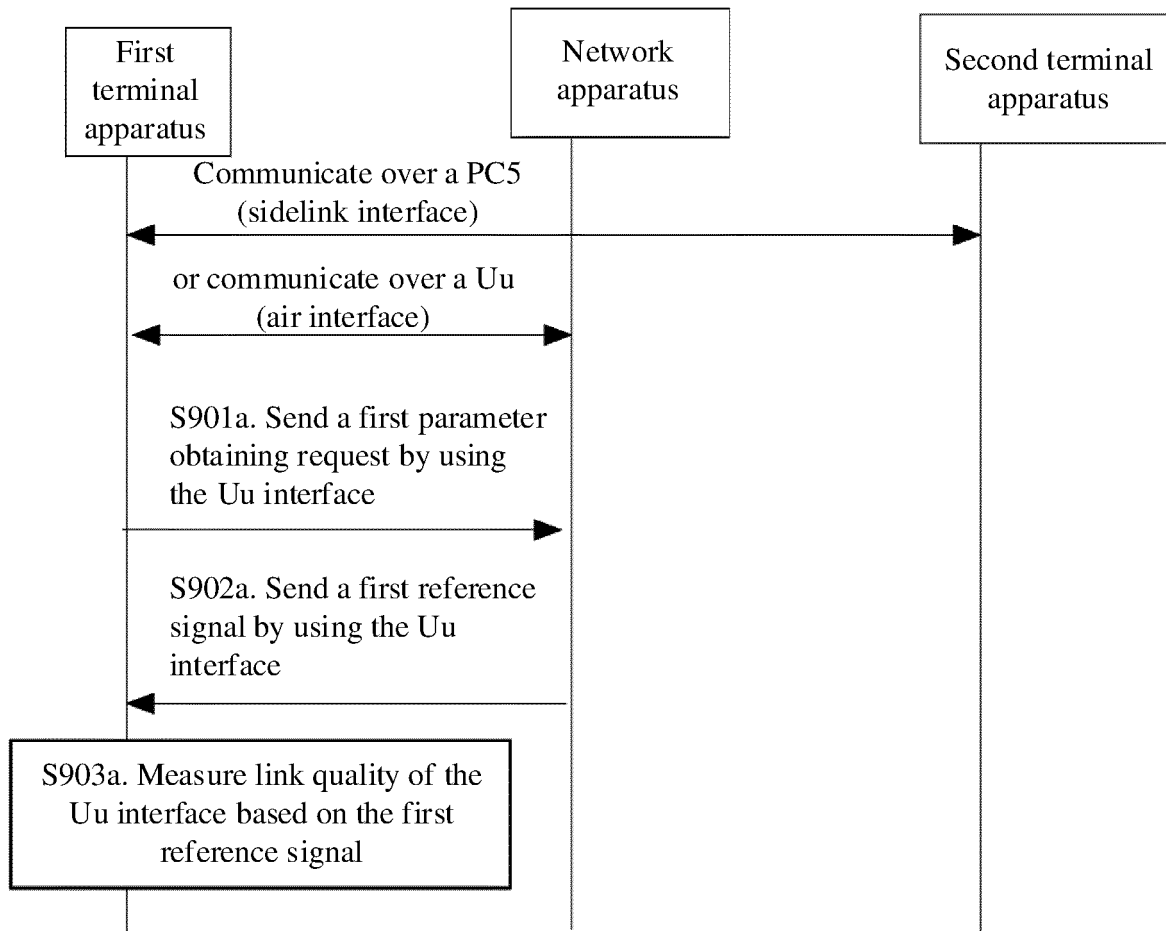 First
terminal
apparatus
Network
apparatus
Second terminal
apparatus
Communicate over a PC5
(sidelink interface)
or communicate over a Uu
(air interface)
S901a. Send a first parameter
obtaining request by using
the Uu interface
S902a. Send a first reference
signal by using the Uu
interface
S903a. Measure link quality of the
Uu interface based on the first
reference signal